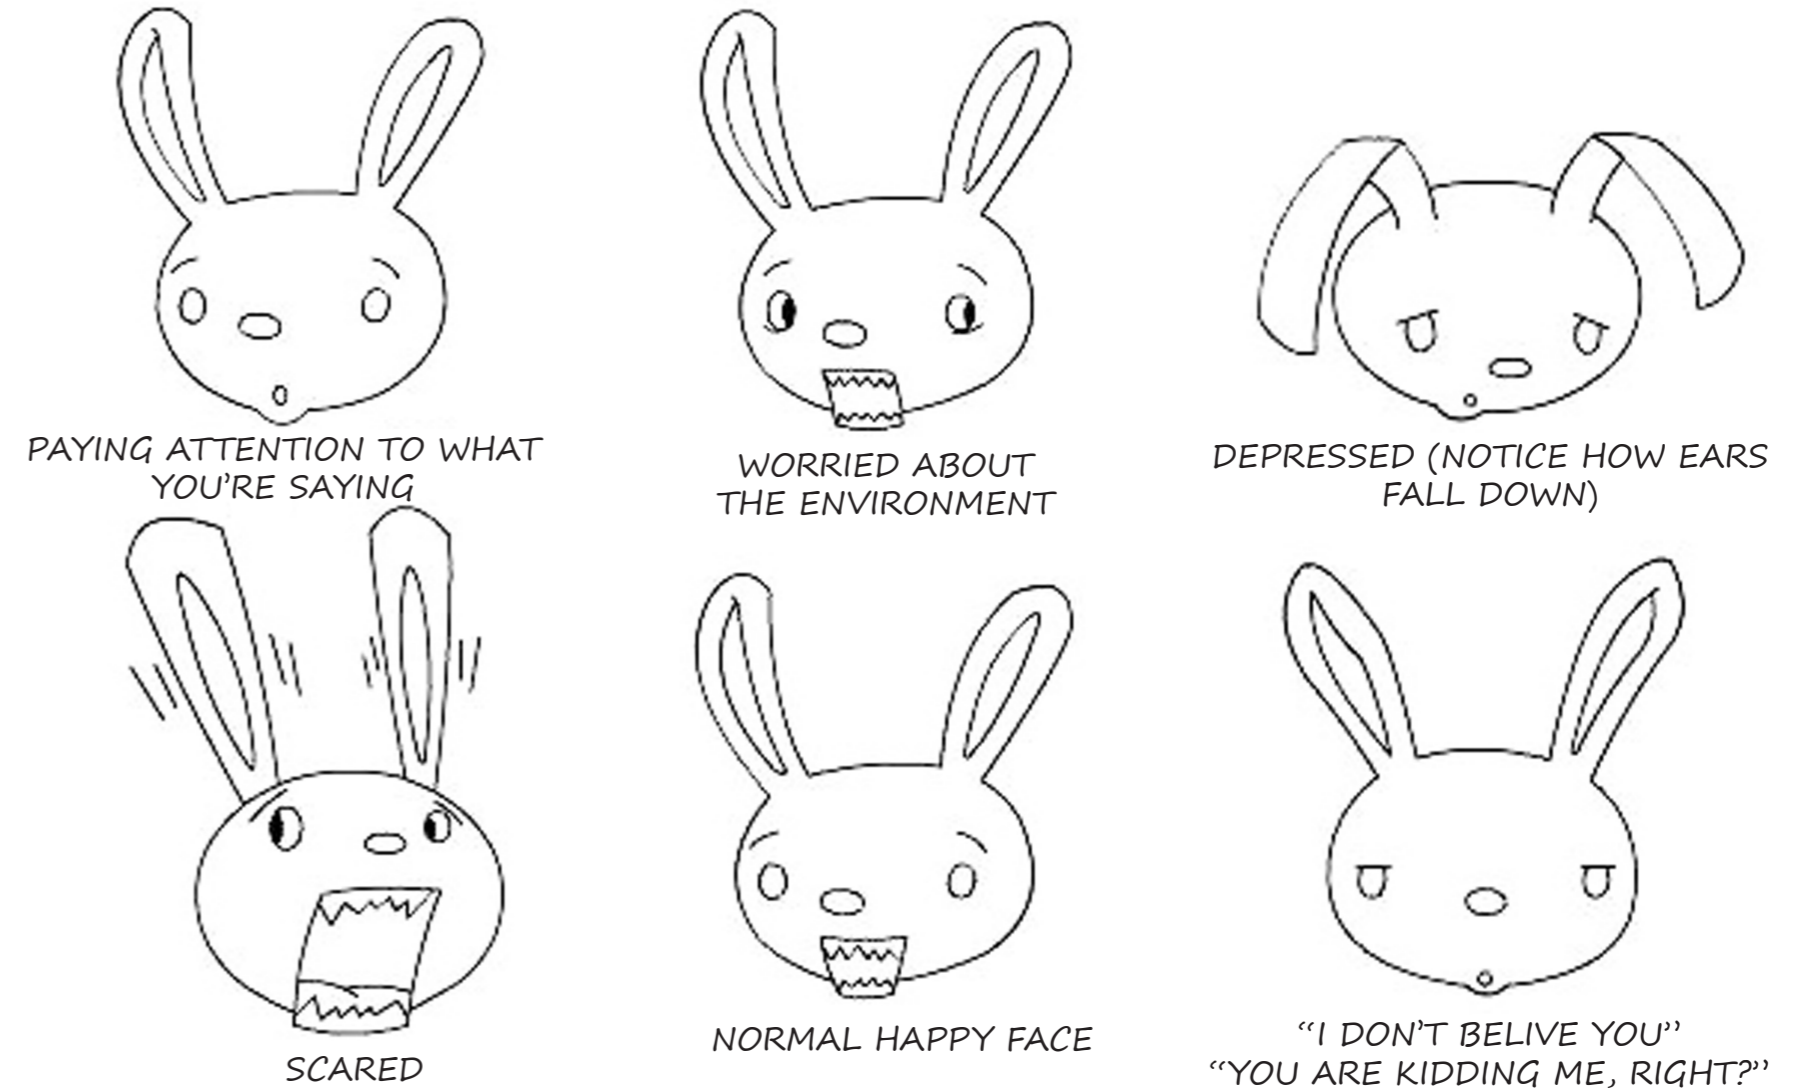 PAYING ATTENTION TO WHAT
YOU'RE SAYING
WORRIED ABOUT
THE ENVIRONMENT
DEPRESSED (NOTICE HOW EARS
FALL DOWN)
SCARED
NORMAL HAPPY FACE
“I DON'T BELIVE YOU”
“YOU ARE KIDDING ME, RIGHT?”